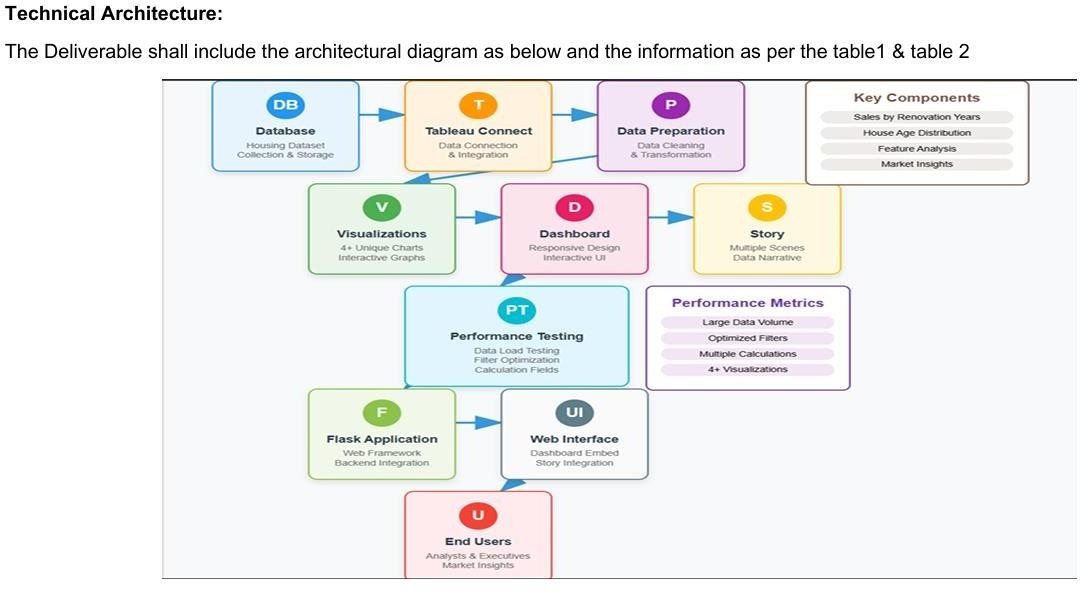 Technical Architecture:
The Deliverable shall include the architectural diagram as below and the information as per the table1 & table 2
DB
Database
Housing Dataset
Collection & Storage
T
Tableau Connect
Data Connection
& Integration
P
Data Preparation
Data Cleaning
& Transformation
Key Components
Sales by Renovation Years
House Age Distribution
Feature Analysis
Market Insights
V
Visualizations
4+ Unique Charts
Interactive Graphs
D
Dashboard
Responsive Design
Interactive UI
S
Story
Multiple Scenes
Data Narrative
PT
Performance Testing
Data Load Testing
Filter Optimization
Calculation Fields
Performance Metrics
Large Data Volume
Optimized Filters
Multiple Calculations
4+ Visualizations
F
Flask Application
Web Framework
Backend Integration
UI
Web Interface
Dashboard Embed
Story Integration
U
End Users
Analysts & Executives
Market Insights